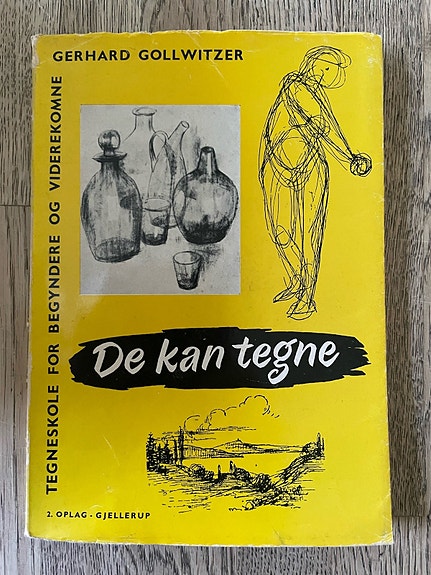 GERHARD GOLLWITZER
TEGNESKOLE FOR BEGYNDERE OG VIDEREKOMNE
De kan tegne
2. OPLAG - GJELLERUP